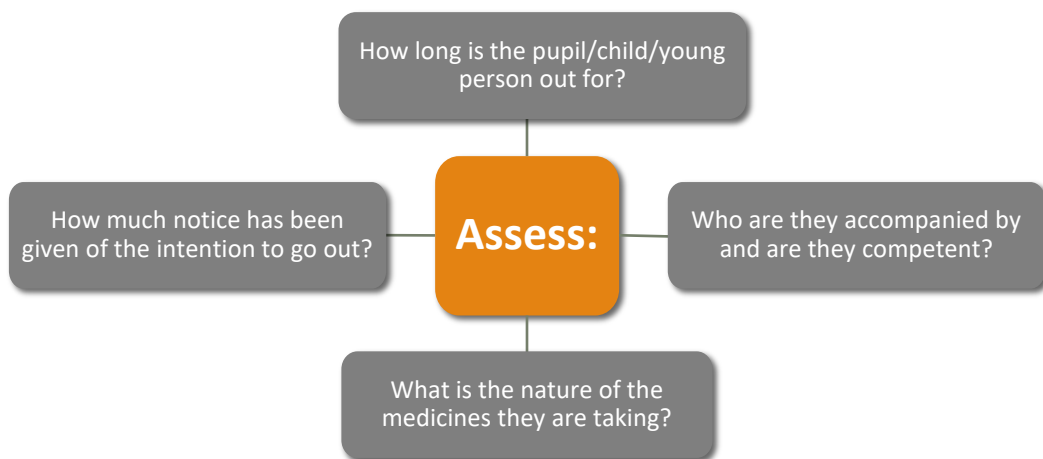 How long is the pupil/child/young
person out for?
How much notice has been
given of the intention to go out?
Assess:
Who are they accompanied by
and are they competent?
What is the nature of the
medicines they are taking?